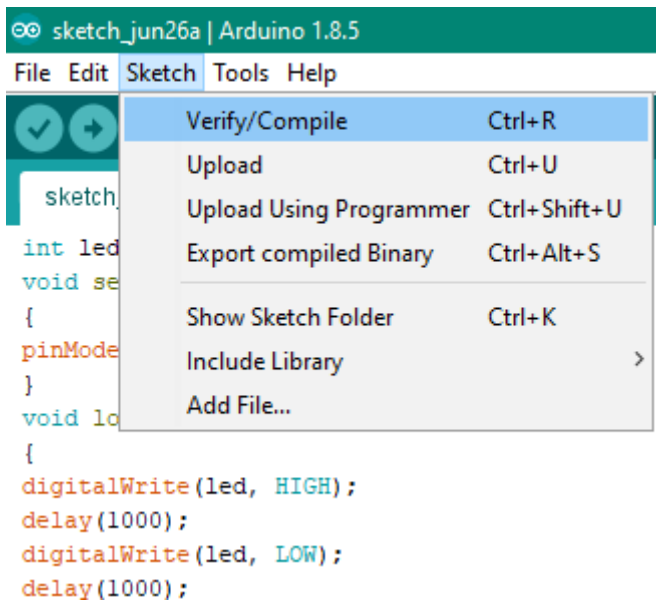 sketch_jun26a | Arduino 1.8.5
File Edit Sketch Tools Help
Verify/Compile Ctrl+R
Upload Ctrl+U
Upload Using Programmer Ctrl+Shift+U
Export compiled Binary Ctrl+Alt+S
Show Sketch Folder Ctrl+K
Include Library
Add File...
sketch_
int led
void se
{
pinMode
}
void lo
{
digitalWrite(led, HIGH);
delay(1000);
digitalWrite(led, LOW);
delay(1000);